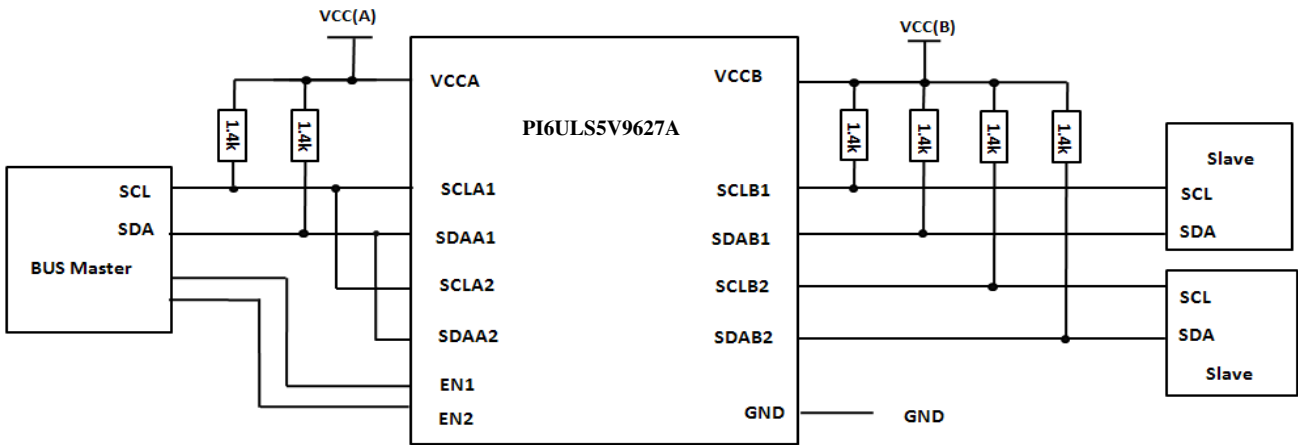 VCC(A)
VCC(B)
VCCA
VCCB
PI6ULS5V9627A
1.4k
1.4k
1.4k
1.4k
1.4k
1.4k
SCL
SDA
BUS Master
SCLA1
SDAA1
SCLA2
SDAA2
EN1
EN2
SCLB1
SDAB1
SCLB2
SDAB2
GND
GND
Slave
SCL
SDA
SCL
SDA
Slave